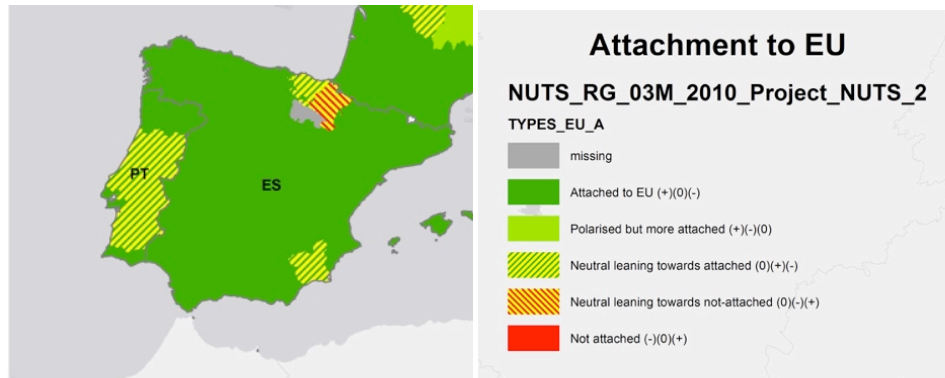 PT
ES
Attachment to EU
NUTS_RG_03M_2010_Project_NUTS_2
TYPES_EU_A
missing
Attached to EU (+)(0)(-)
Polarised but more attached (+)(-)(0)
Neutral leaning towards attached (0)(+)(-)
Neutral leaning towards not-attached (0)(-)(+)
Not attached (-)(0)(+)